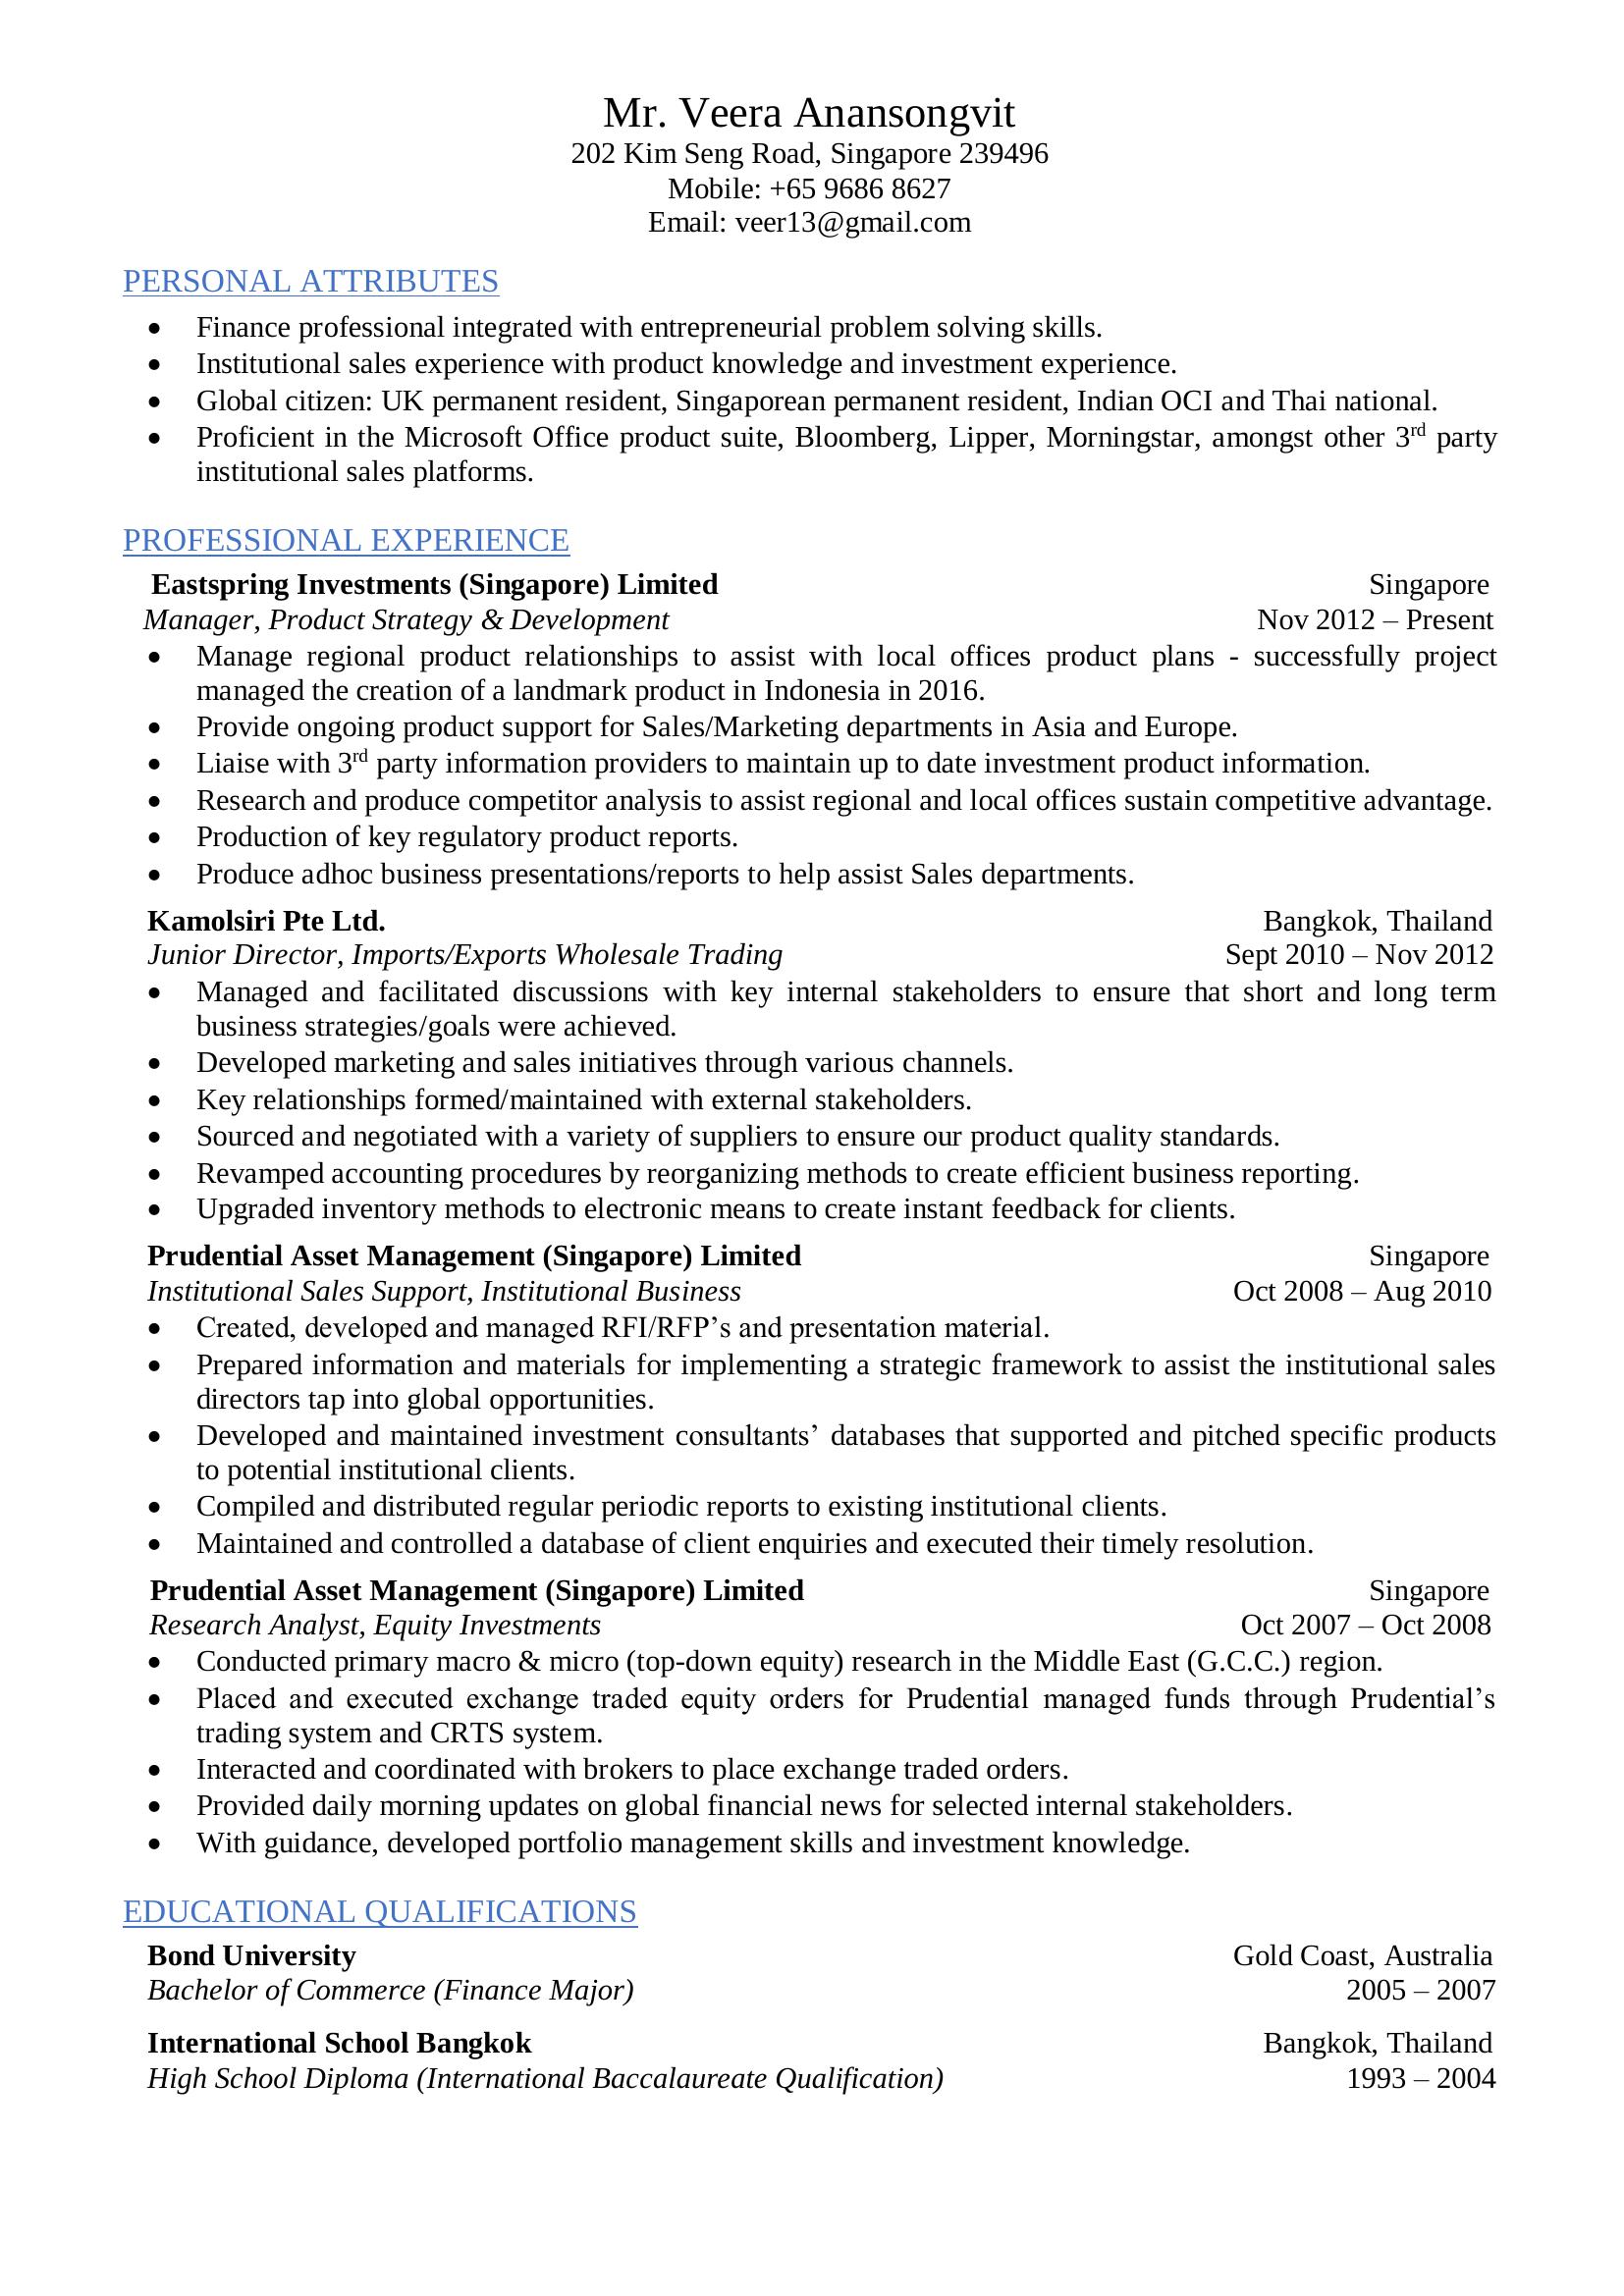 Mr. Veera Anansongvit
202 Kim Seng Road, Singapore 239496
Mobile: +65 9686 8627
Email: veer13@gmail.com
PERSONAL ATTRIBUTES
• Finance professional integrated with entrepreneurial problem solving skills.
• Institutional sales experience with product knowledge and investment experience.
• Global citizen: UK permanent resident, Singaporean permanent resident, Indian OCI and Thai national.
• Proficient in the Microsoft Office product suite, Bloomberg, Lipper, Morningstar, amongst other 3rd party
institutional sales platforms.
PROFESSIONAL EXPERIENCE
Eastspring Investments (Singapore) Limited Singapore
Manager, Product Strategy & Development Nov 2012 – Present
• Manage regional product relationships to assist with local offices product plans - successfully project
managed the creation of a landmark product in Indonesia in 2016.
• Provide ongoing product support for Sales/Marketing departments in Asia and Europe.
• Liaise with 3rd party information providers to maintain up to date investment product information.
• Research and produce competitor analysis to assist regional and local offices sustain competitive advantage.
• Production of key regulatory product reports.
• Produce adhoc business presentations/reports to help assist Sales departments.
Kamolsiri Pte Ltd. Bangkok, Thailand
Junior Director, Imports/Exports Wholesale Trading Sept 2010 – Nov 2012
• Managed and facilitated discussions with key internal stakeholders to ensure that short and long term
business strategies/goals were achieved.
• Developed marketing and sales initiatives through various channels.
• Key relationships formed/maintained with external stakeholders.
• Sourced and negotiated with a variety of suppliers to ensure our product quality standards.
• Revamped accounting procedures by reorganizing methods to create efficient business reporting.
• Upgraded inventory methods to electronic means to create instant feedback for clients.
Prudential Asset Management (Singapore) Limited Singapore
Institutional Sales Support, Institutional Business Oct 2008 – Aug 2010
• Created, developed and managed RFI/RFP’s and presentation material.
• Prepared information and materials for implementing a strategic framework to assist the institutional sales
directors tap into global opportunities.
• Developed and maintained investment consultants’ databases that supported and pitched specific products
to potential institutional clients.
• Compiled and distributed regular periodic reports to existing institutional clients.
• Maintained and controlled a database of client enquiries and executed their timely resolution.
Prudential Asset Management (Singapore) Limited Singapore
Research Analyst, Equity Investments Oct 2007 – Oct 2008
• Conducted primary macro & micro (top-down equity) research in the Middle East (G.C.C.) region.
• Placed and executed exchange traded equity orders for Prudential managed funds through Prudential’s
trading system and CRTS system.
• Interacted and coordinated with brokers to place exchange traded orders.
• Provided daily morning updates on global financial news for selected internal stakeholders.
• With guidance, developed portfolio management skills and investment knowledge.
EDUCATIONAL QUALIFICATIONS
Bond University Gold Coast, Australia
Bachelor of Commerce (Finance Major) 2005 – 2007
International School Bangkok Bangkok, Thailand
High School Diploma (International Baccalaureate Qualification) 1993 – 2004